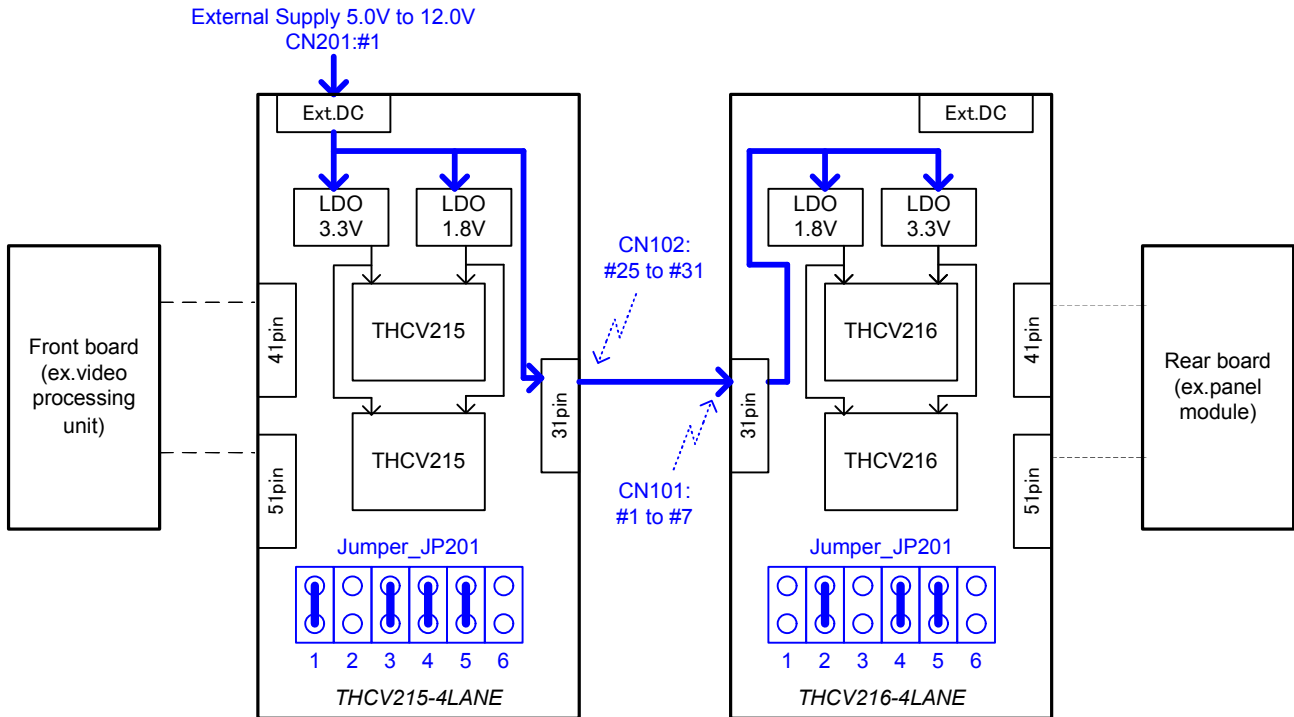 External Supply 5.0V to 12.0V
CN201:#1
Ext.DC
LDO
3.3V
LDO
1.8V
THCV215
THCV215
Front board
(ex.video
processing
unit)
41pin
51pin
31pin
Jumper_JP201
1 2 3 4 5 6
THCV215-4LANE
CN102:
#25 to #31
CN101:
#1 to #7
Ext.DC
LDO
1.8V
LDO
3.3V
THCV216
THCV216
31pin
41pin
51pin
Jumper_JP201
1 2 3 4 5 6
THCV216-4LANE
Rear board
(ex.panel
module)